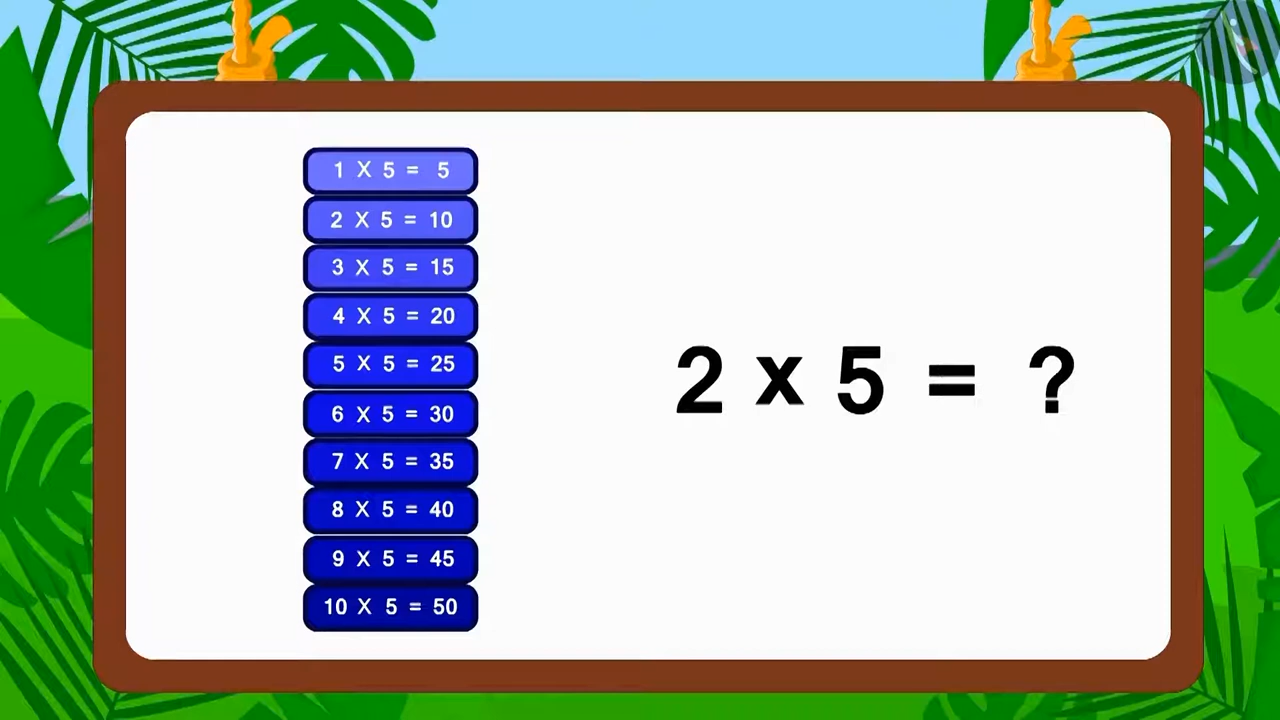 1 X 5 = 5
2 X 5 = 10
3 X 5 = 15
4 X 5 = 20
5 X 5 = 25
6 X 5 = 30
7 X 5 = 35
8 X 5 = 40
9 X 5 = 45
10 X 5 = 50
2 x 5 = ?